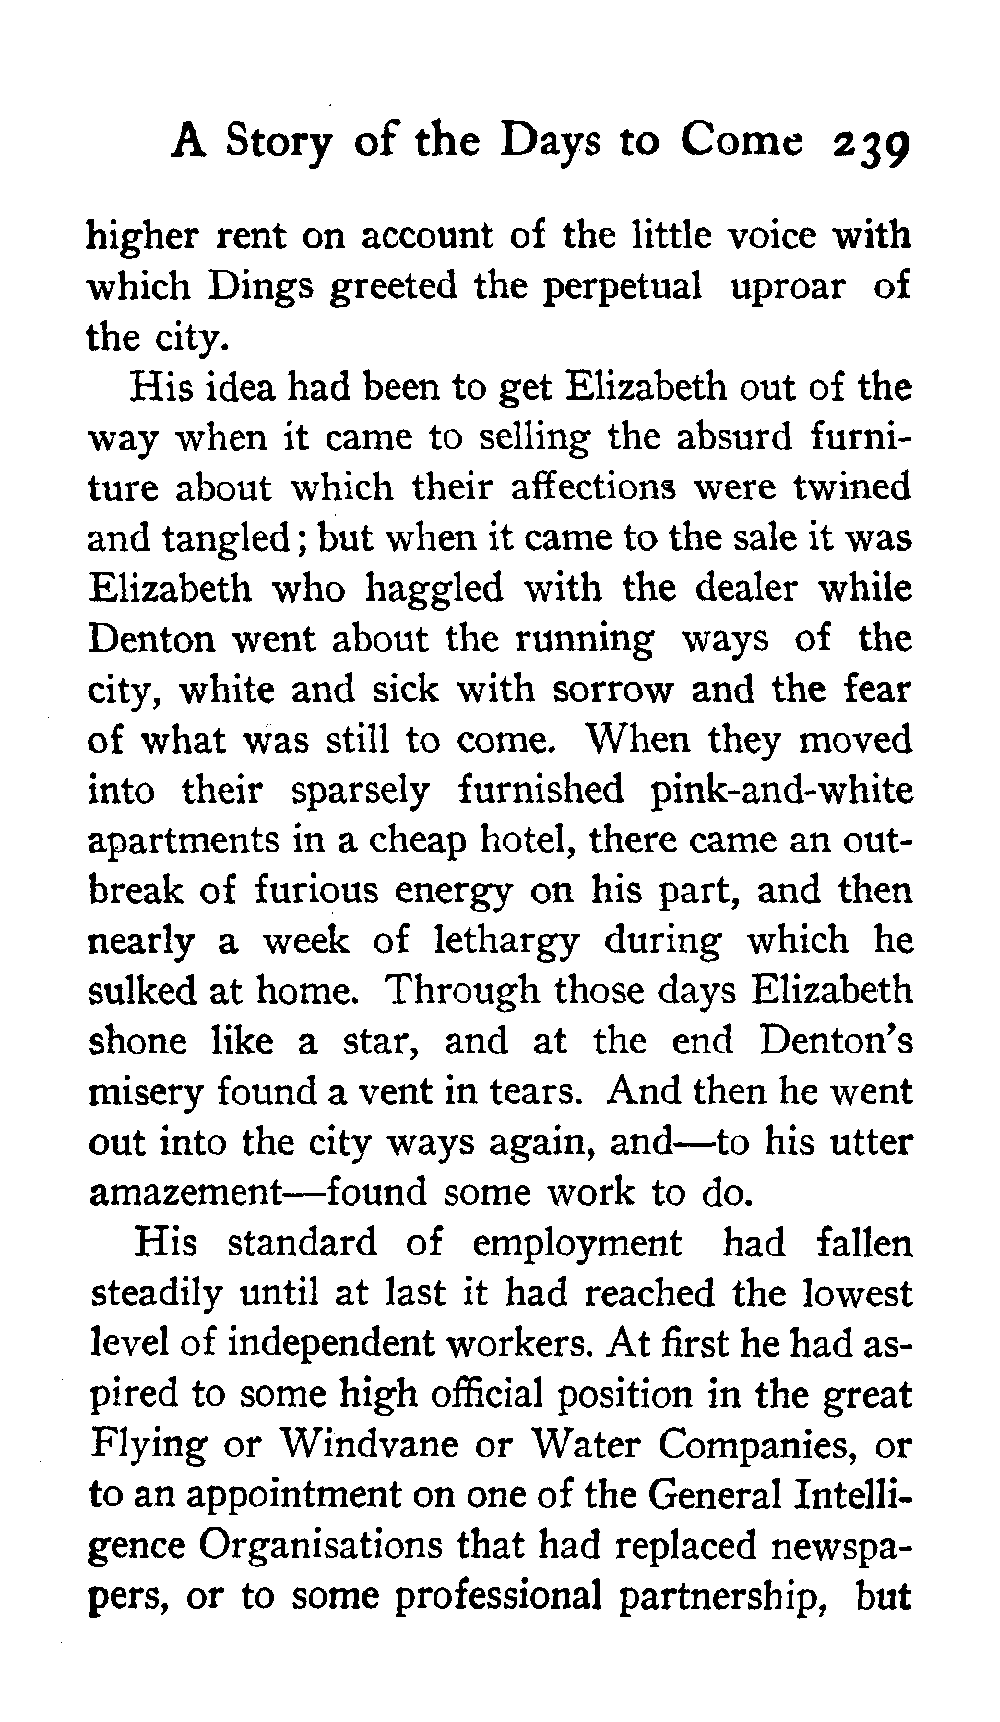 A Story of the Days to Come 239
higher rent on account of the little voice with
which Dings greeted the perpetual uproar of
the city.
His idea had been to get Elizabeth out of the
way when it came to selling the absurd furni-
ture about which their affections were twined
and tangled; but when it came to the sale it was
Elizabeth who haggled with the dealer while
Denton went about the running ways of the
city, white and sick with sorrow and the fear
of what was still to come. When they moved
into their sparsely furnished pink-and-white
apartments in a cheap hotel, there came an out-
break of furious energy on his part, and then
nearly a week of lethargy during which he
sulked at home. Through those days Elizabeth
shone like a star, and at the end Denton's
misery found a vent in tears. And then he went
out into the city ways again, and—to his utter
amazement—found some work to do.
His standard of employment had fallen
steadily until at last it had reached the lowest
level of independent workers. At first he had as-
pired to some high official position in the great
Flying or Windvane or Water Companies, or
to an appointment on one of the General Intelli-
gence Organisations that had replaced newspa-
pers, or to some professional partnership, but